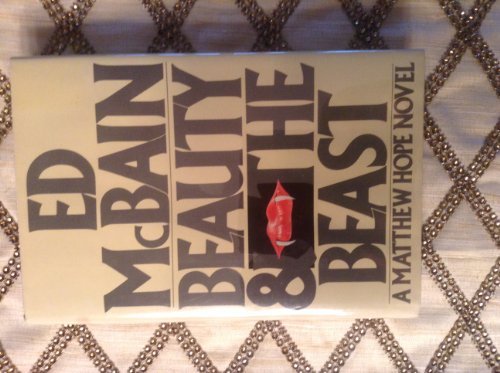 ED
McBAIN
BEAUTY
& THE
BEAST
A MATTHEW HOPE NOVEL